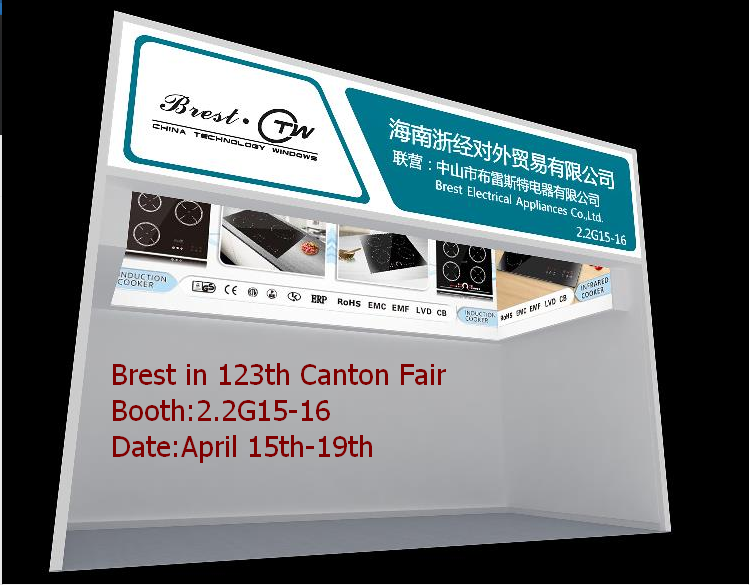 Brest · TW
CHINA TECHNOLOGY WINDOWS
海南浙经对外贸易有限公司
联营：中山市布雷斯特电器有限公司
Brest Electrical Appliances Co.,Ltd.
2.2G15-16
INDUCTION
COOKER
GS CE ERP RoHS EMC EMF LVD CB
INDUCTION
COOKER
RoHS EMC EMF LVD CB
INFRARED
COOKER
Brest in 123th Canton Fair
Booth:2.2G15-16
Date:April 15th-19th